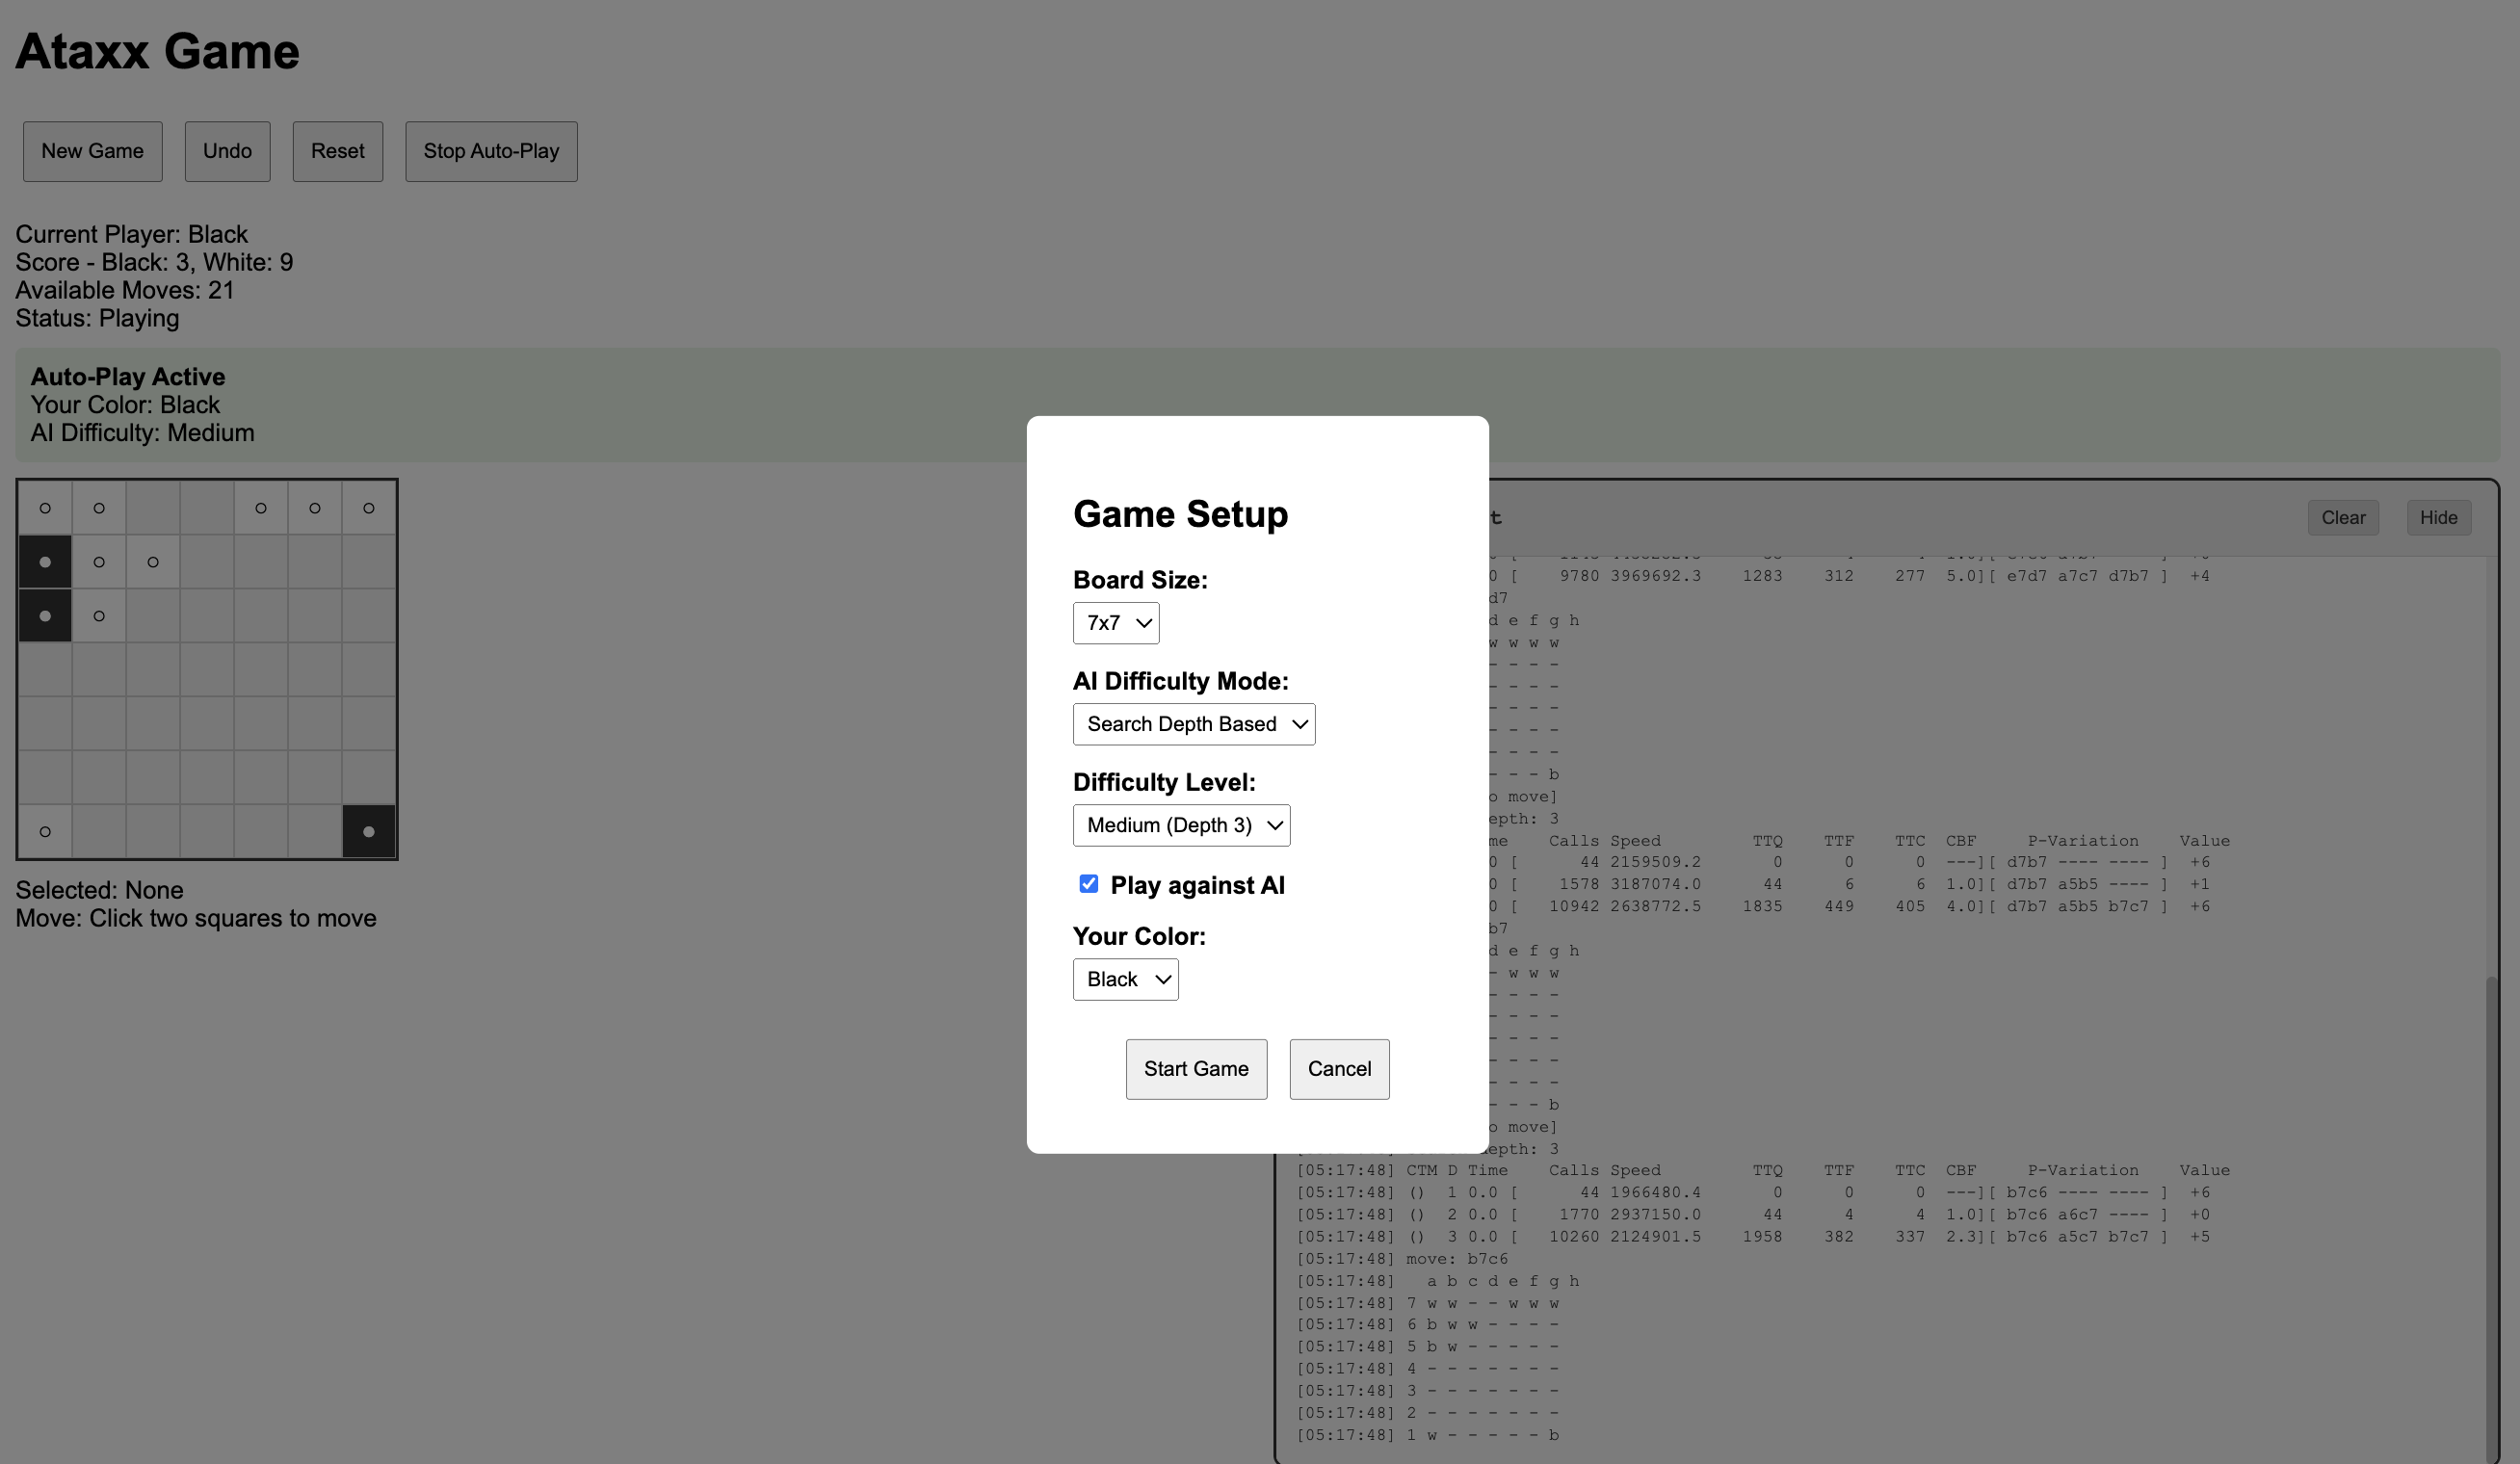 Ataxx Game
New Game Undo Reset Stop Auto-Play
Current Player: Black
Score - Black: 3, White: 9
Available Moves: 21
Status: Playing
Auto-Play Active
Your Color: Black
AI Difficulty: Medium
Selected: None
Move: Click two squares to move
Game Setup
Board Size:
7x7
AI Difficulty Mode:
Search Depth Based
Difficulty Level:
Medium (Depth 3)
Play against AI
Your Color:
Black
Start Game Cancel
t Clear Hide
0 [ 9780 3969692.3 1283 312 277 5.0][ e7d7 a7c7 d7b7 ] +4
d7
d e f g h
w w w w
- - - -
- - - -
- - - -
- - - -
- - - -
- - - b
o move]
epth: 3
me Calls Speed TTQ TTF TTC CBF P-Variation Value
0 [ 44 2159509.2 0 0 0 ---][ d7b7 ---- ---- ] +6
0 [ 1578 3187074.0 44 6 6 1.0][ d7b7 a5b5 ---- ] +1
0 [ 10942 2638772.5 1835 449 405 4.0][ d7b7 a5b5 b7c7 ] +6
b7
d e f g h
- w w w
- - - -
- - - -
- - - -
- - - -
- - - -
- - - b
o move]
epth: 3
[05:17:48] CTM D Time Calls Speed TTQ TTF TTC CBF P-Variation Value
[05:17:48] () 1 0.0 [ 44 1966480.4 0 0 0 ---][ b7c6 ---- ---- ] +6
[05:17:48] () 2 0.0 [ 1770 2937150.0 44 4 4 1.0][ b7c6 a6c7 ---- ] +0
[05:17:48] () 3 0.0 [ 10260 2124901.5 1958 382 337 2.3][ b7c6 a5c7 b7c7 ] +5
[05:17:48] move: b7c6
[05:17:48] a b c d e f g h
[05:17:48] 7 w w - - w w w
[05:17:48] 6 b w w - - - -
[05:17:48] 5 b w - - - - -
[05:17:48] 4 - - - - - - -
[05:17:48] 3 - - - - - - -
[05:17:48] 2 - - - - - - -
[05:17:48] 1 w - - - - - b